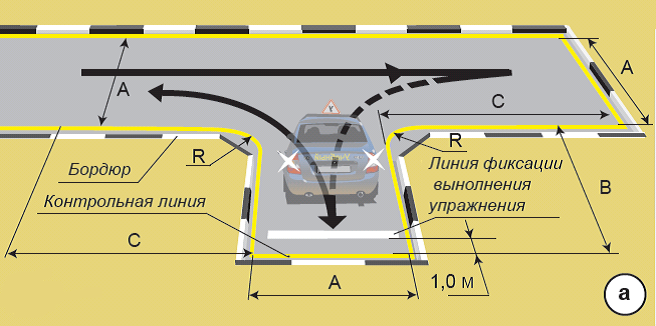 A
A
C
R
R
Бордюр
Линия фиксации
выполнения
упражнения
B
Контрольная линия
C
A
1,0 м
а